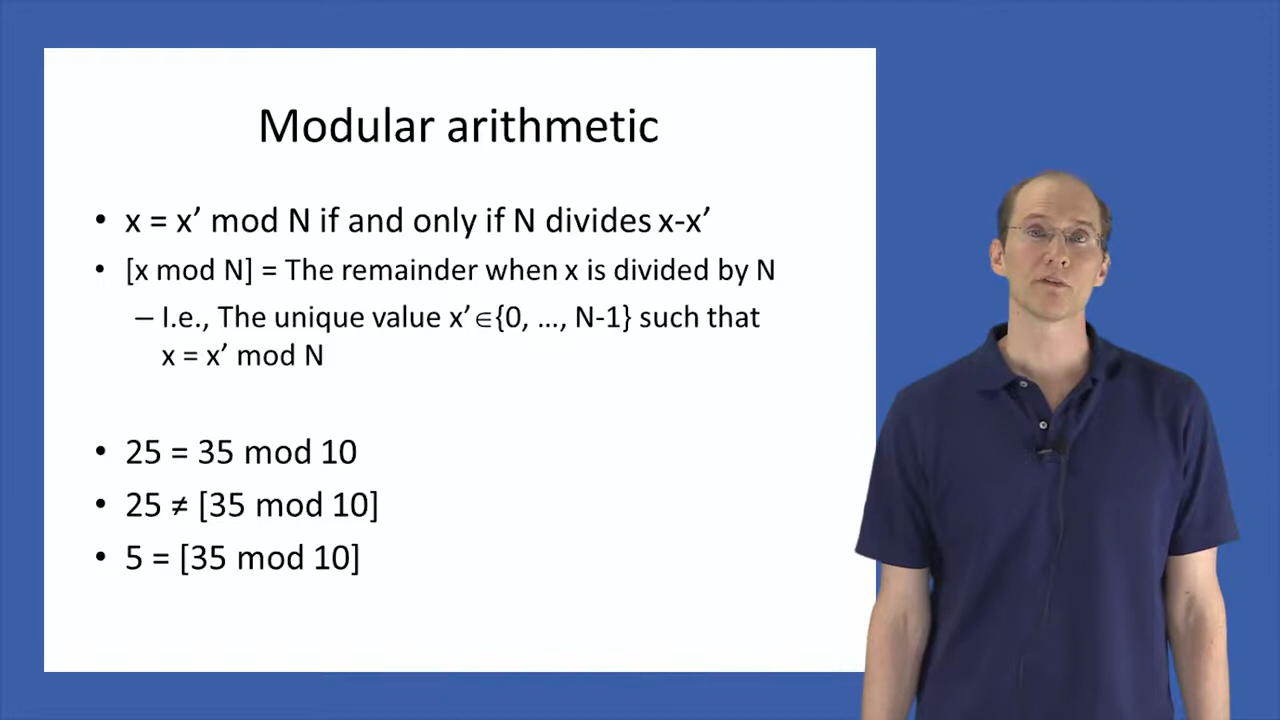 Modular arithmetic
• x = x’ mod N if and only if N divides x-x’
• [x mod N] = The remainder when x is divided by N
– I.e., The unique value x’∈{0, …, N-1} such that
x = x’ mod N
• 25 = 35 mod 10
• 25 ≠ [35 mod 10]
• 5 = [35 mod 10]